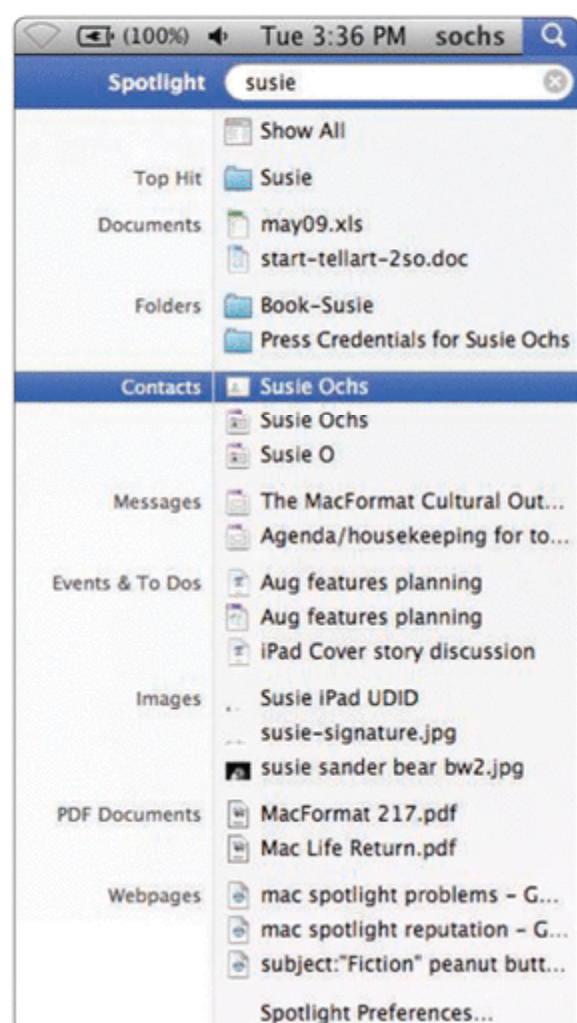 (100%) Tue 3:36 PM sochs
Spotlight susie
Show All
Top Hit Susie
Documents may09.xls
start-tellart-2so.doc
Folders Book-Susie
Press Credentials for Susie Ochs
Contacts Susie Ochs
Susie Ochs
Susie O
Messages The MacFormat Cultural Out...
Agenda/housekeeping for to...
Events & To Dos Aug features planning
Aug features planning
iPad Cover story discussion
Images Susie iPad UDID
susie-signature.jpg
susie sander bear bw2.jpg
PDF Documents MacFormat 217.pdf
Mac Life Return.pdf
Webpages mac spotlight problems – G...
mac spotlight reputation – G...
subject:"Fiction" peanut butt...
Spotlight Preferences...